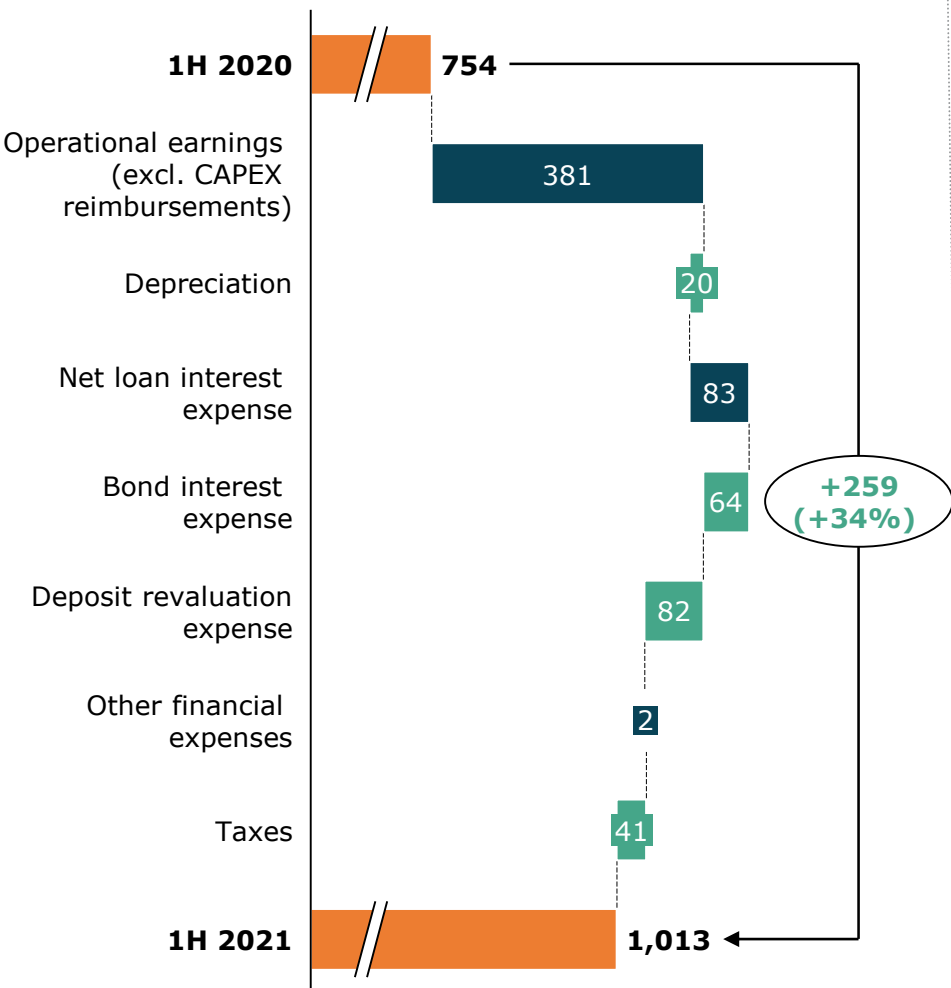 1H 2020
754
Operational earnings
(excl. CAPEX
reimbursements)
381
Depreciation
20
Net loan interest
expense
83
Bond interest
expense
64
+259
(+34%)
Deposit revaluation
expense
82
Other financial
expenses
2
Taxes
41
1H 2021
1,013